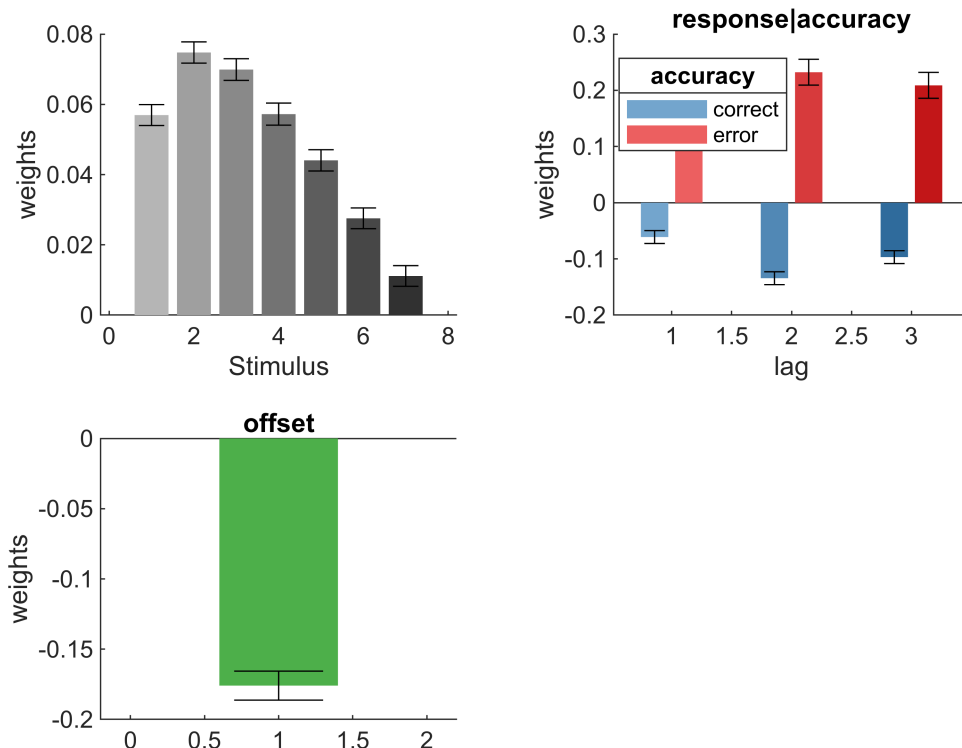 0.08
0.06
0.04
0.02
0
weights
0 2 4 6 8
Stimulus
response|accuracy
0.3
0.2
0.1
0
-0.1
-0.2
weights
accuracy
correct
error
1 1.5 2 2.5 3
lag
offset
0
-0.05
-0.1
-0.15
-0.2
weights
0 0.5 1 1.5 2